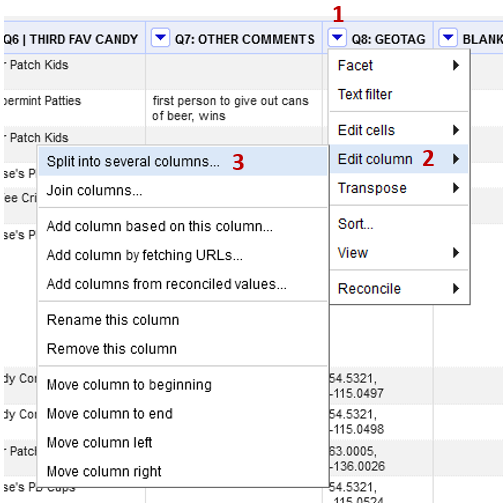 1
Q6 | THIRD FAV CANDY Q7: OTHER COMMENTS Q8: GEOTAG BLANK
r Patch Kids
permint Patties first person to give out cans
of beer, wins
r Patch Kids
Facet
Text filter
Edit cells
Edit column 2
Transpose
Sort...
View
Reconcile
Split into several columns... 3
Join columns...
Add column based on this column...
Add column by fetching URLs...
Add columns from reconciled values...
Rename this column
Remove this column
Move column to beginning
Move column to end
Move column left
Move column right
se's P
ee Cri
se's P
dy Cor 54.5321,
-115.0497
dy Cor 54.5321,
-115.0498
r Patch 63.0005,
-136.0026
se's PB Cups 54.5321,
-115.0524